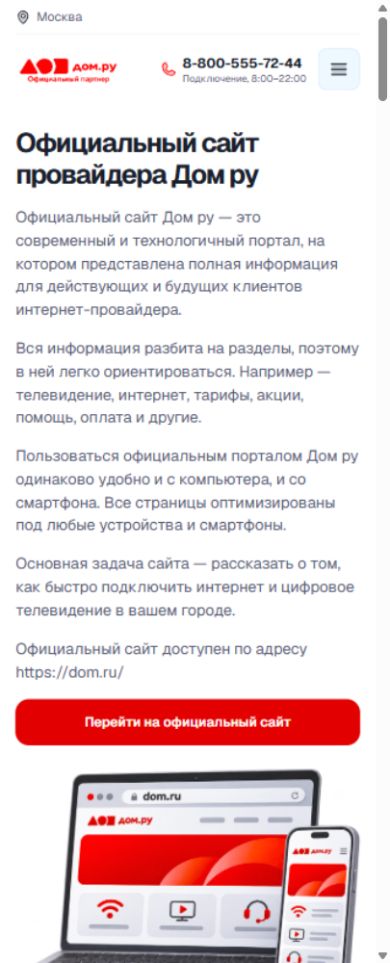 Москва
дом.ру
Официальный партнер
8-800-555-72-44
Подключение, 8:00–22:00
Официальный сайт
провайдера Дом ру
Официальный сайт Дом ру — это
современный и технологичный портал, на
котором представлена полная информация
для действующих и будущих клиентов
интернет-провайдера.
Вся информация разбита на разделы, поэтому
в ней легко ориентироваться. Например —
телевидение, интернет, тарифы, акции,
помощь, оплата и другие.
Пользоваться официальным порталом Дом ру
одинаково удобно и с компьютера, и со
смартфона. Все страницы оптимизированы
под любые устройства и смартфоны.
Основная задача сайта — рассказать о том,
как быстро подключить интернет и цифровое
телевидение в вашем городе.
Официальный сайт доступен по адресу
https://dom.ru/
Перейти на официальный сайт
dom.ru
дом.ру
дом.ру